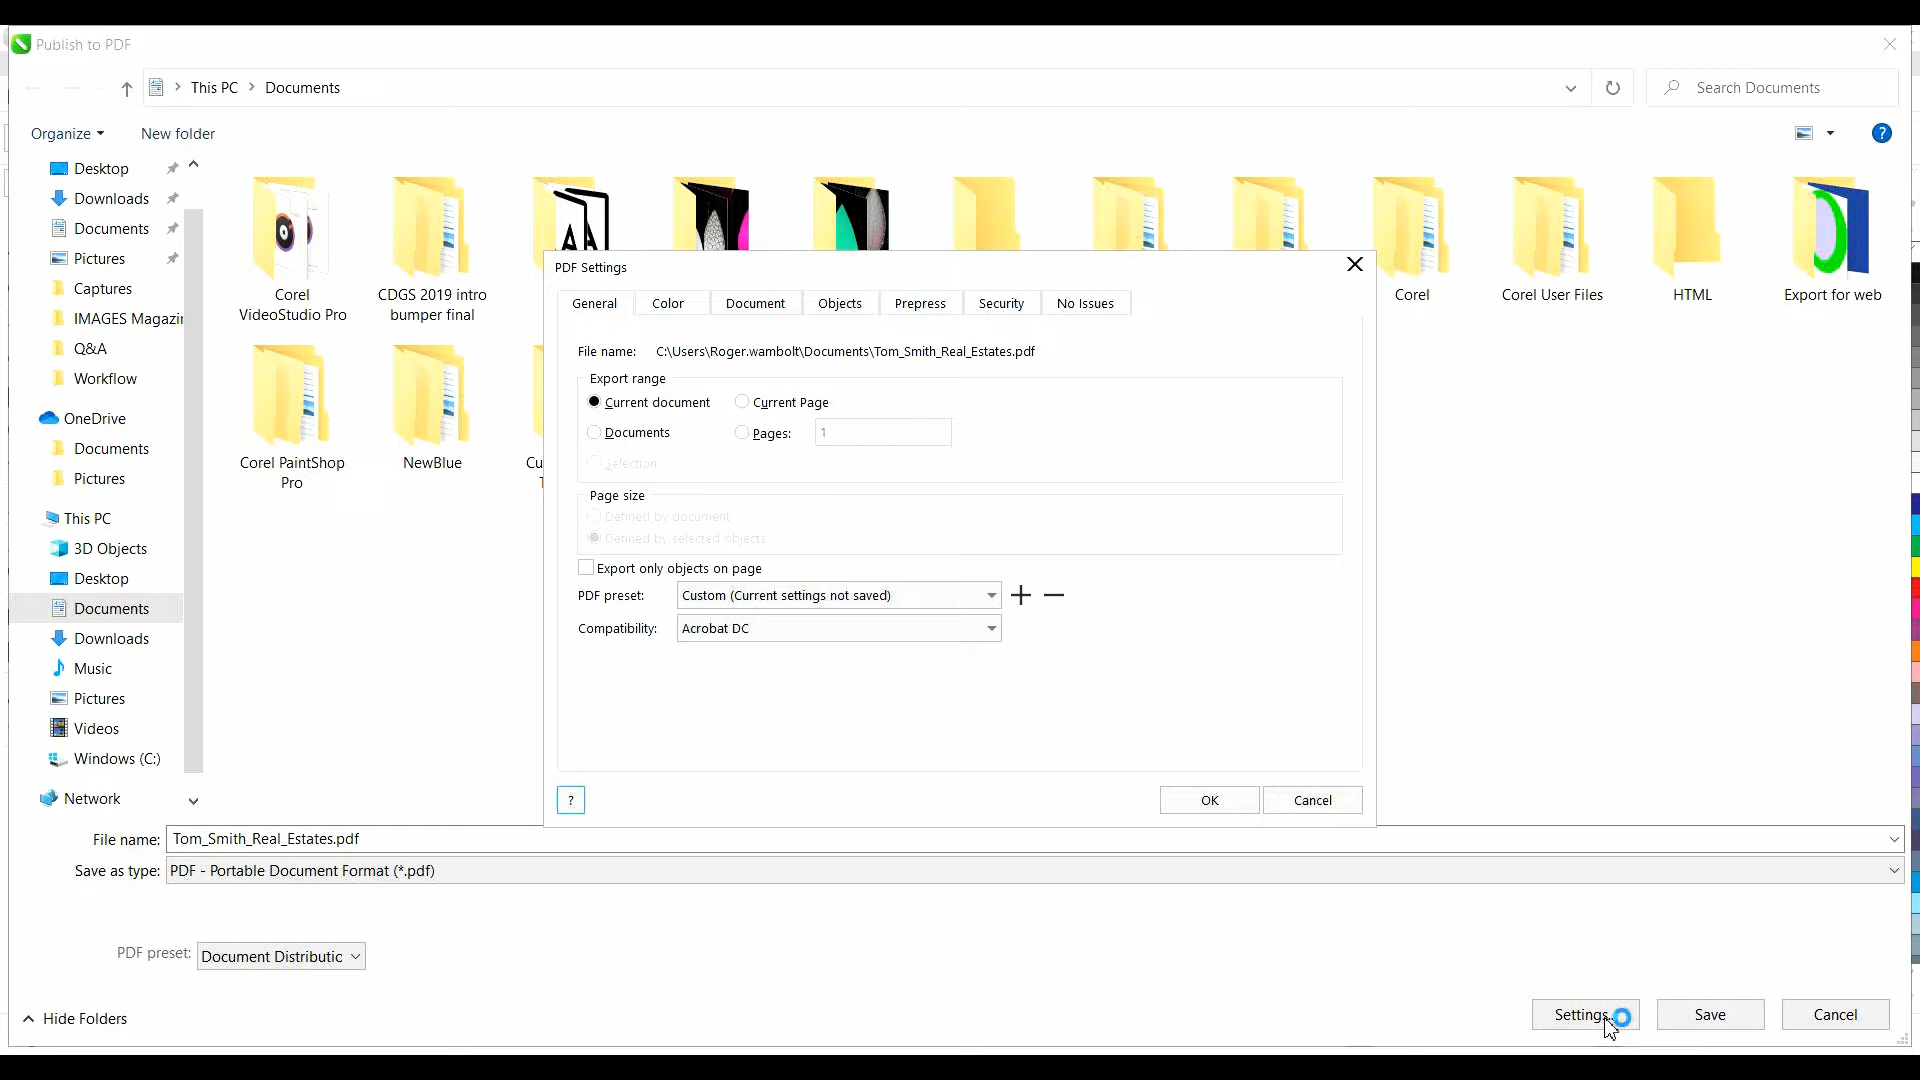 Publish to PDF
This PC
Documents
Search Documents
Organize
New folder
Desktop
Downloads
Documents
Pictures
Captures
IMAGES Magazin
Q&A
Workflow
OneDrive
Documents
Pictures
This PC
3D Objects
Desktop
Documents
Downloads
Music
Pictures
Videos
Windows (C:)
Network
Corel
VideoStudio Pro
CDGS 2019 intro
bumper final
Corel
Corel User Files
HTML
Export for web
Corel PaintShop
Pro
NewBlue
Cu
PDF Settings
General
Color
Document
Objects
Prepress
Security
No Issues
File name: C:\Users\Roger.wambolt\Documents\Tom_Smith_Real_Estates.pdf
Export range
Current document
Current Page
Documents
Pages: 1
Selection
Page size
Defined by document
Defined by selected objects
Export only objects on page
PDF preset: Custom (Current settings not saved)
Compatibility: Acrobat DC
?
OK
Cancel
File name: Tom_Smith_Real_Estates.pdf
Save as type: PDF - Portable Document Format (*.pdf)
PDF preset: Document Distributic
Hide Folders
Settings
Save
Cancel